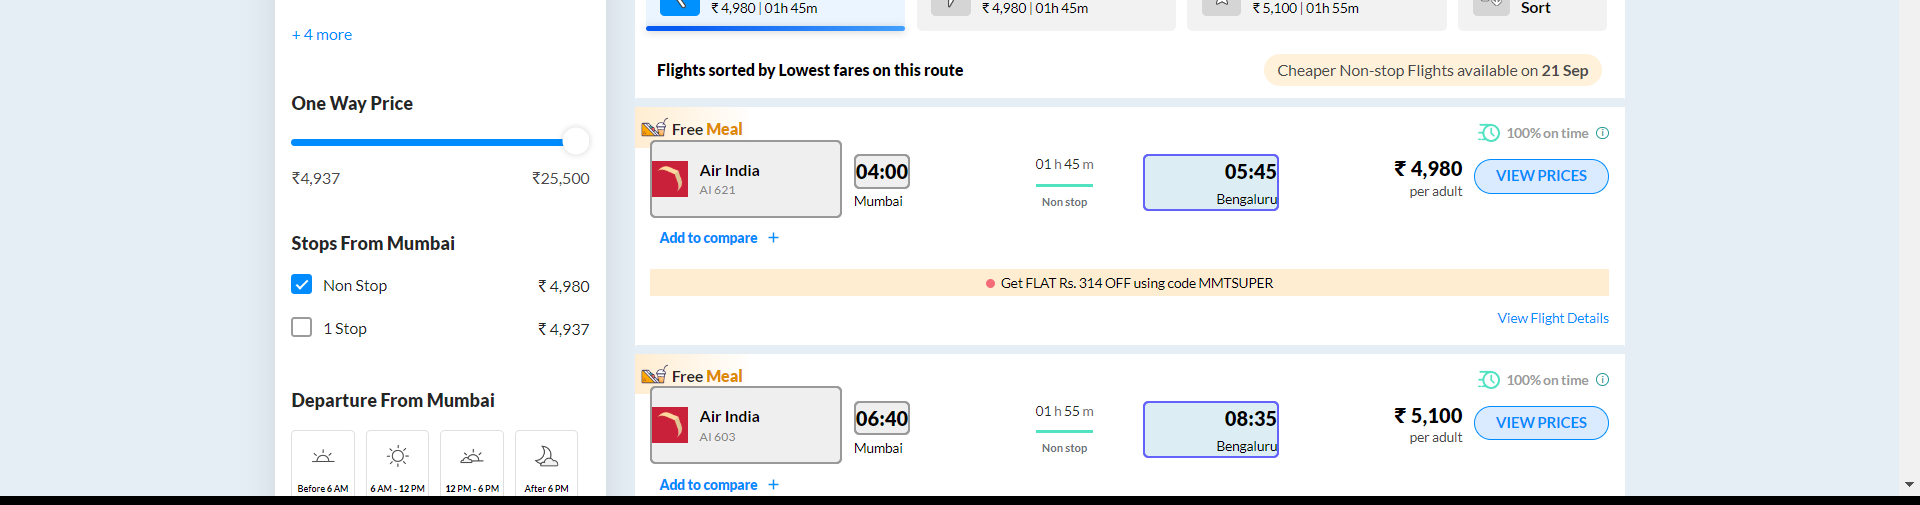 ₹ 4,980 | 01h 45m
₹ 4,980 | 01h 45m
₹ 5,100 | 01h 55m
Sort
+ 4 more
Flights sorted by Lowest fares on this route
Cheaper Non-stop Flights available on 21 Sep
One Way Price
₹4,937
₹25,500
Stops From Mumbai
Non Stop
₹ 4,980
1 Stop
₹ 4,937
Departure From Mumbai
Before 6 AM
6 AM - 12 PM
12 PM - 6 PM
After 6 PM
Free Meal
100% on time
Air India
AI 621
04:00
Mumbai
01 h 45 m
Non stop
05:45
Bengaluru
₹ 4,980
per adult
VIEW PRICES
Add to compare +
Get FLAT Rs. 314 OFF using code MMTSUPER
View Flight Details
Free Meal
100% on time
Air India
AI 603
06:40
Mumbai
01 h 55 m
Non stop
08:35
Bengaluru
₹ 5,100
per adult
VIEW PRICES
Add to compare +